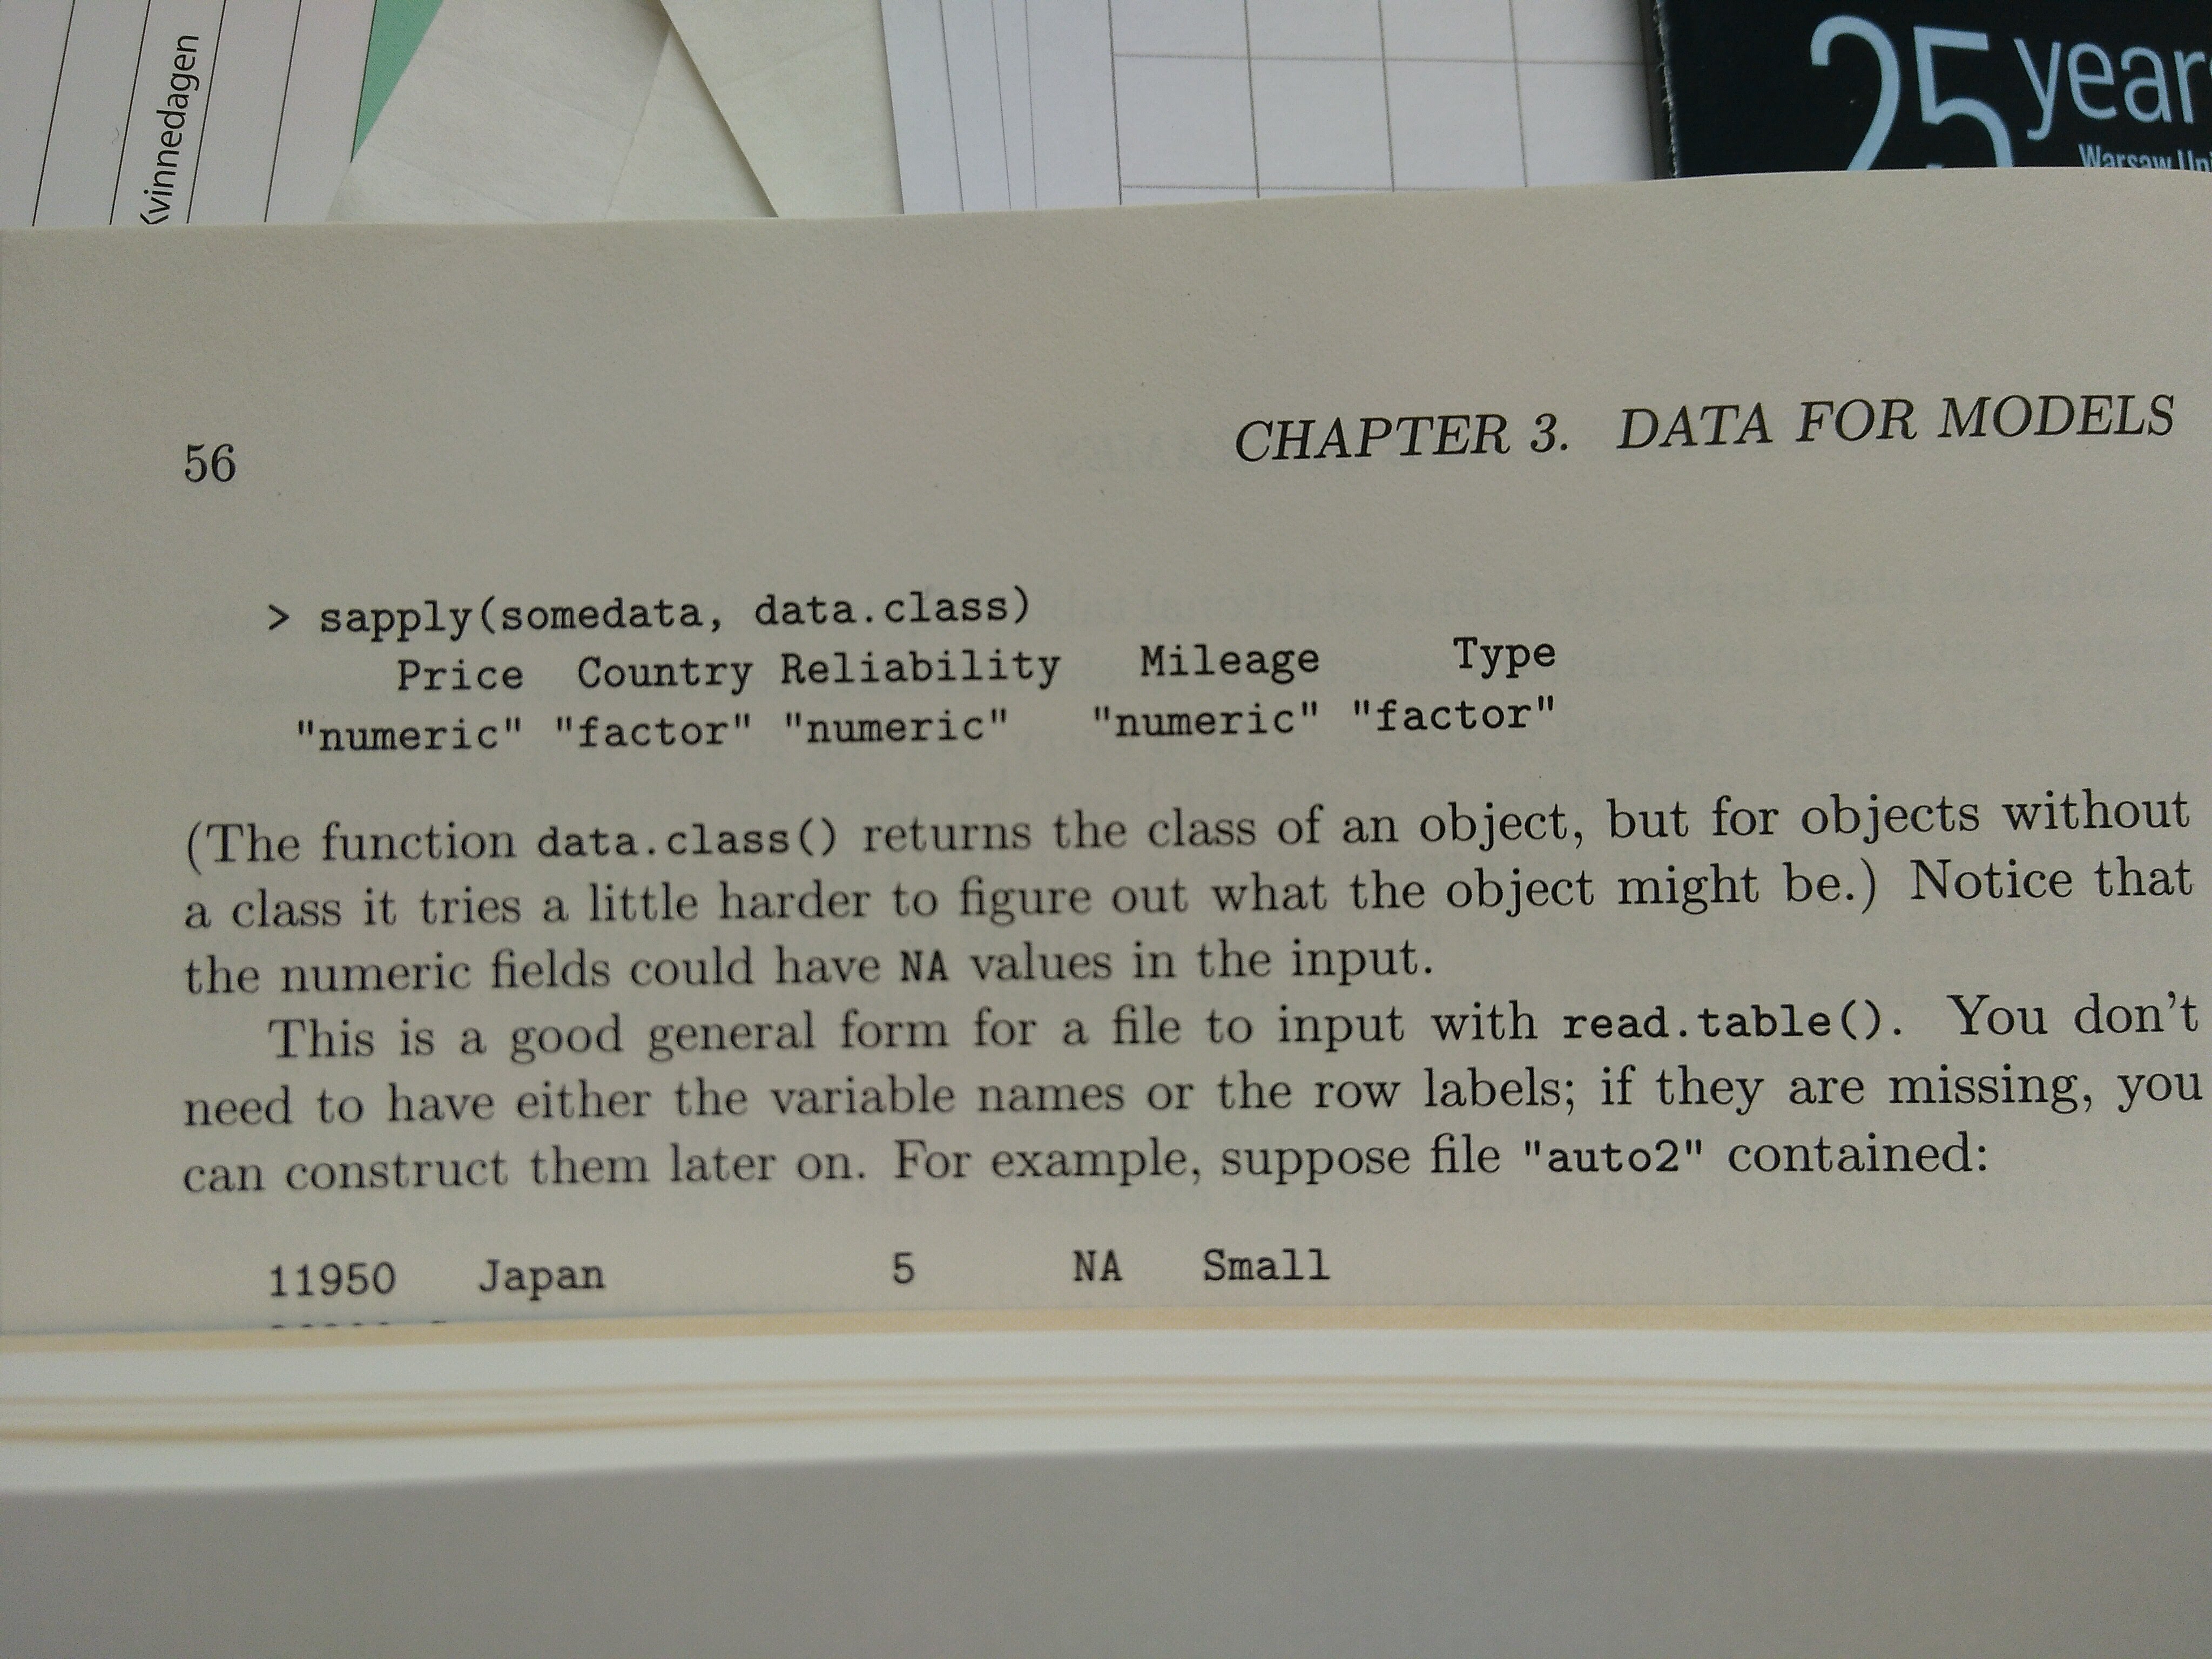 Kvinnedagen
25 years
Warsaw
56 CHAPTER 3. DATA FOR MODELS
> sapply(somedata, data.class)
Price Country Reliability Mileage Type
"numeric" "factor" "numeric" "numeric" "factor"
(The function data.class() returns the class of an object, but for objects without
a class it tries a little harder to figure out what the object might be.) Notice that
the numeric fields could have NA values in the input.
This is a good general form for a file to input with read.table(). You don't
need to have either the variable names or the row labels; if they are missing, you
can construct them later on. For example, suppose file "auto2" contained:
11950 Japan 5 NA Small